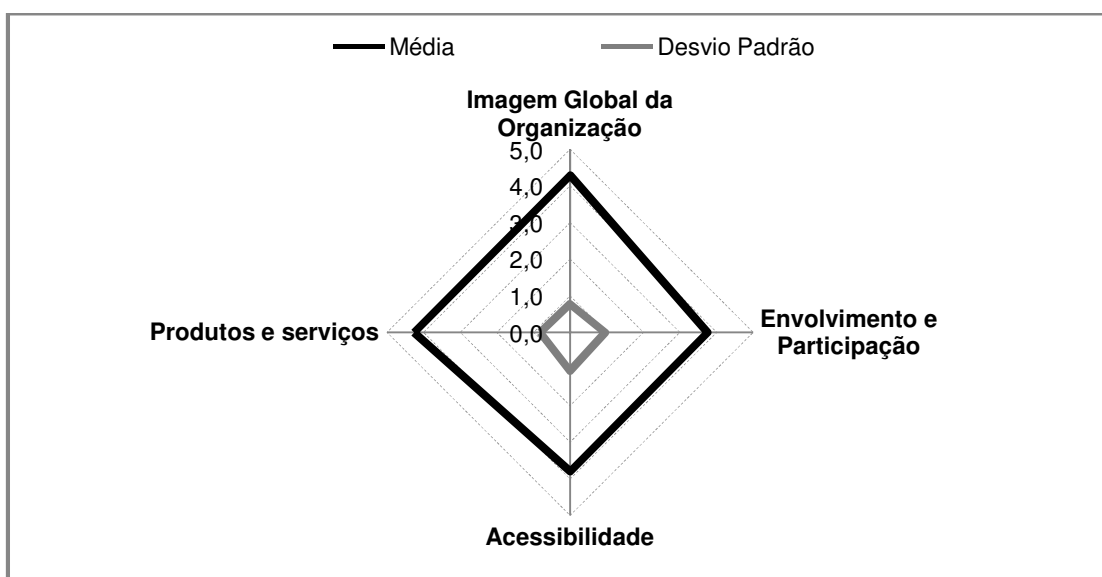 Média
Desvio Padrão
Imagem Global da
Organização
5,0
4,0
3,0
2,0
1,0
0,0
Envolvimento e
Participação
Produtos e serviços
Acessibilidade